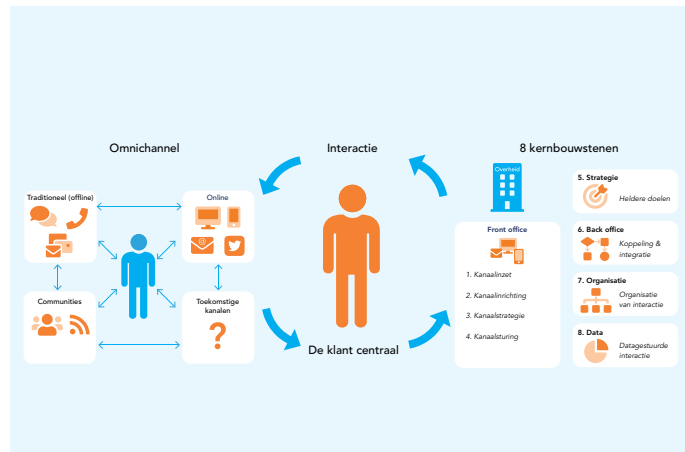 Omnichannel
Interactie
8 kernbouwstenen
Traditioneel (offline)
Online
@
Communities
Toekomstige
kanalen
?
De klant centraal
Overheid
Front office
1. Kanaalinzet
2. Kanaalinrichting
3. Kanaalstrategie
4. Kanaalsturing
5. Strategie
Heldere doelen
6. Back office
Koppeling &
integratie
7. Organisatie
Organisatie
van interactie
8. Data
Datagestuurde
interactie